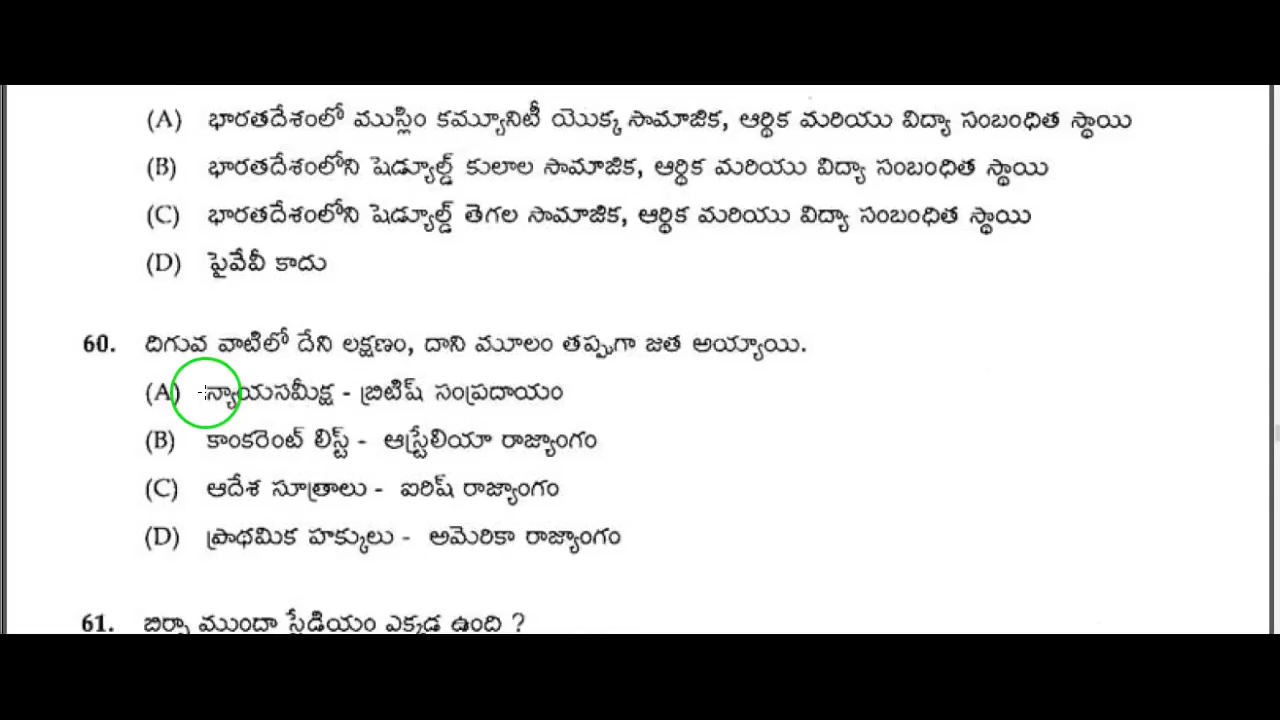 (A) భారతదేశంలో ముస్లిం కమ్యూనిటీ యొక్క సామాజిక, ఆర్థిక మరియు విద్యా సంబంధిత స్థాయి
(B) భారతదేశంలోని షెడ్యూల్డ్ కులాల సామాజిక, ఆర్థిక మరియు విద్యా సంబంధిత స్థాయి
(C) భారతదేశంలోని షెడ్యూల్డ్ తెగల సామాజిక, ఆర్థిక మరియు విద్యా సంబంధిత స్థాయి
(D) పైవేవీ కాదు
60. దిగువ వాటిలో దేని లక్షణం, దాని మూలం తప్పుగా జత అయ్యాయి.
(A) న్యాయసమీక్ష - బ్రిటిష్ సంప్రదాయం
(B) కాంకరెంట్ లిస్ట్ - ఆస్ట్రేలియా రాజ్యాంగం
(C) ఆదేశ సూత్రాలు - ఐరిష్ రాజ్యాంగం
(D) ప్రాథమిక హక్కులు - అమెరికా రాజ్యాంగం
61. బిర్సా ముందా స్టేడియం ఎక్కడ ఉంది ?